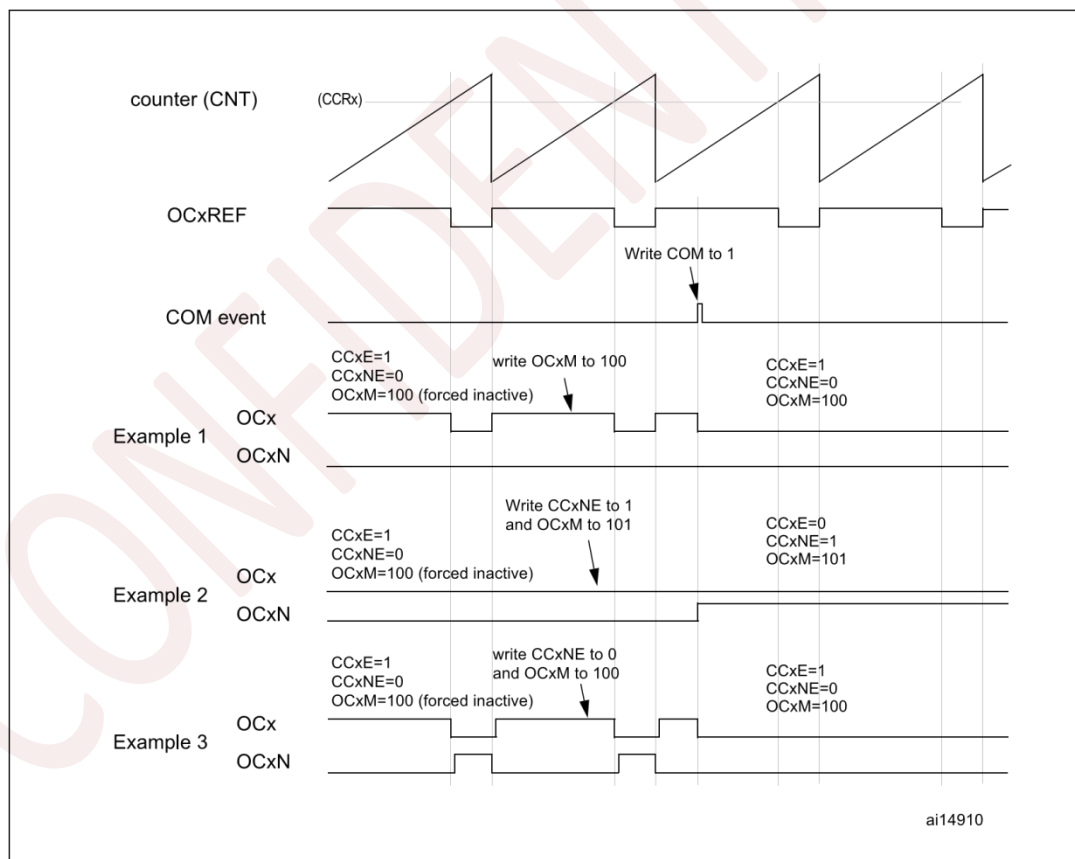 CONFIDENT
counter (CNT)
(CCRx)
OCxREF
Write COM to 1
COM event
CCxE=1
CCxNE=0
OCxM=100 (forced inactive)
write OCxM to 100
CCxE=1
CCxNE=0
OCxM=100
Example 1
OCx
OCxN
Write CCxNE to 1
and OCxM to 101
CCxE=1
CCxNE=0
OCxM=100 (forced inactive)
CCxE=0
CCxNE=1
OCxM=101
Example 2
OCx
OCxN
write CCxNE to 0
and OCxM to 100
CCxE=1
CCxNE=0
OCxM=100 (forced inactive)
CCxE=1
CCxNE=0
OCxM=100
Example 3
OCx
OCxN
ai14910